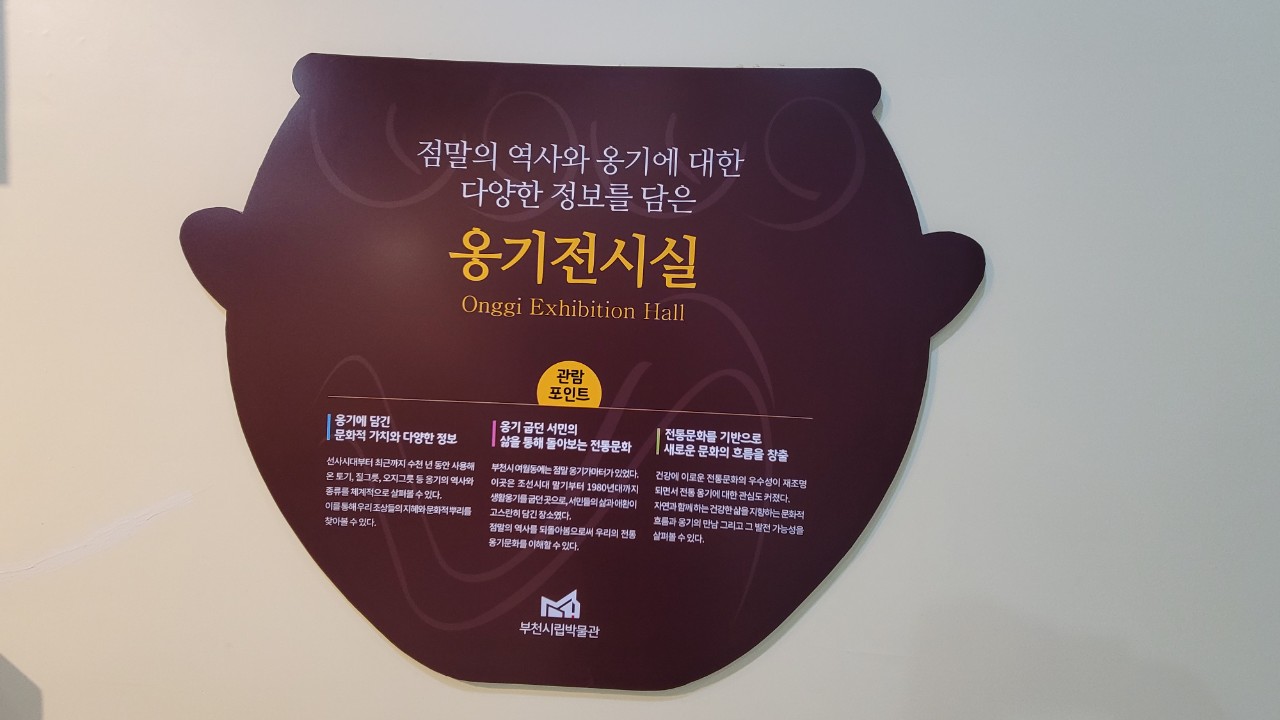 점말의 역사와 옹기에 대한
다양한 정보를 담은
옹기전시실
Onggi Exhibition Hall
관람
포인트
옹기에 담긴
문화적 가치와 다양한 정보
선사시대부터 최근까지 수천 년 동안 사용해
온 토기, 질그릇, 오지그릇 등 옹기의 역사와
종류를 체계적으로 살펴볼 수 있다.
이를 통해 우리 조상들의 지혜와 문화적 뿌리를
찾아볼 수 있다.
옹기 굽던 서민의
삶을 통해 돌아보는 전통문화
부천시 여월동에는 점말 옹기가마터가 있었다.
이곳은 조선시대 말기부터 1980년대까지
생활옹기를 굽던 곳으로, 서민들의 삶과 애환이
고스란히 담긴 장소였다.
점말의 역사를 되돌아봄으로써 우리의 전통
옹기문화를 이해할 수 있다.
전통문화를 기반으로
새로운 문화의 흐름을 창출
건강에 이로운 전통문화의 우수성이 재조명
되면서 전통 옹기에 대한 관심도 커졌다.
자연과 함께 하는 건강한 삶을 지향하는 문화적
흐름과 옹기의 만남 그리고 그 발전 가능성을
살펴볼 수 있다.
부천시립박물관